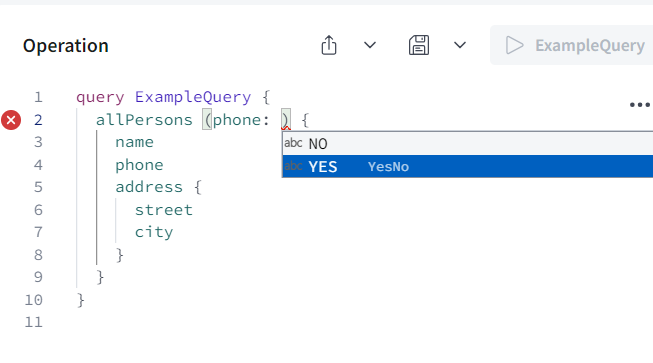 Operation
ExampleQuery
1 query ExampleQuery {
2 allPersons (phone: ) {
abc NO
3 name
abc YES YesNo
4 phone
5 address {
6 street
7 city
8 }
9 }
10 }
11